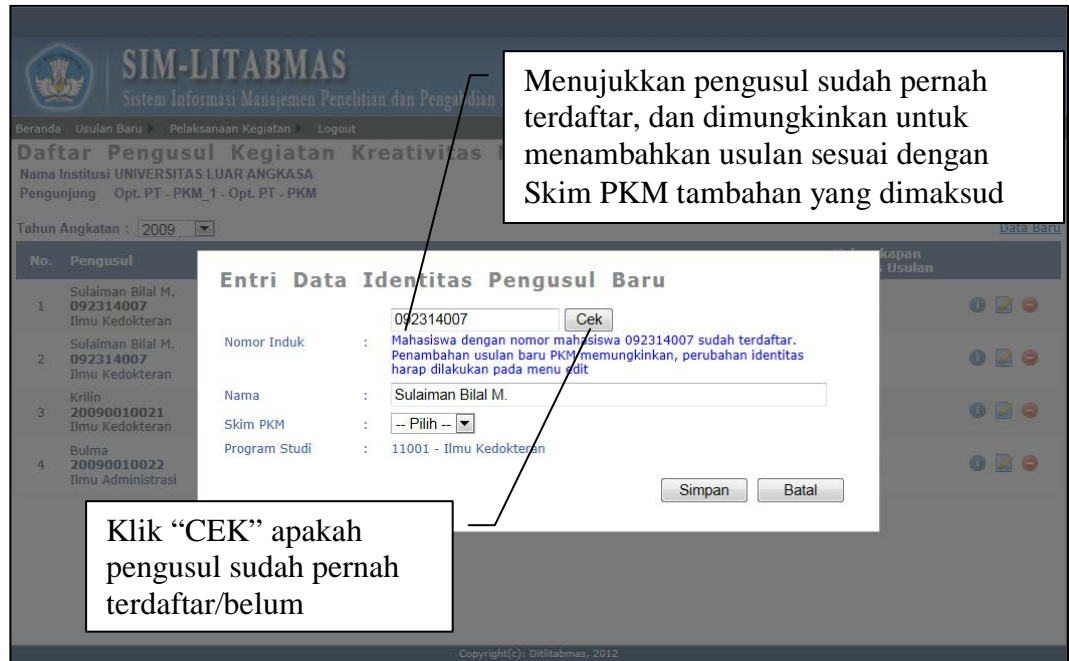 SIM-LITABMAS
Sistem Informasi Manajemen Penelitian dan Pengabdian
Menujukkan pengusul sudah pernah
terdaftar, dan dimungkinkan untuk
menambahkan usulan sesuai dengan
Skim PKM tambahan yang dimaksud
Beranda Usulan Baru Pelaksanaan Kegiatan Logout
Daftar Pengusul Kegiatan Kreativitas
Nama Institusi UNIVERSITAS LUAR ANGKASA
Pengunjung Opt. PT - PKM_1 - Opt. PT - PKM
Tahun Angkatan : 2009
Data Baru
No. Pengusul
Usulan
1 Sulaiman Bilal M.
092314007
Ilmu Kedokteran
2 Sulaiman Bilal M.
092314007
Ilmu Kedokteran
3 Krilin
20090010021
Ilmu Kedokteran
4 Bulma
20090010022
Ilmu Administrasi
Entri Data Identitas Pengusul Baru
092314007 Cek
Nomor Induk : Mahasiswa dengan nomor mahasiswa 092314007 sudah terdaftar.
Penambahan usulan baru PKM memungkinkan, perubahan identitas
harap dilakukan pada menu edit
Nama : Sulaiman Bilal M.
Skim PKM : -- Pilih --
Program Studi : 11001 - Ilmu Kedokteran
Simpan Batal
Klik “CEK” apakah
pengusul sudah pernah
terdaftar/belum
Copyright(c): Ditlitabmas, 2012